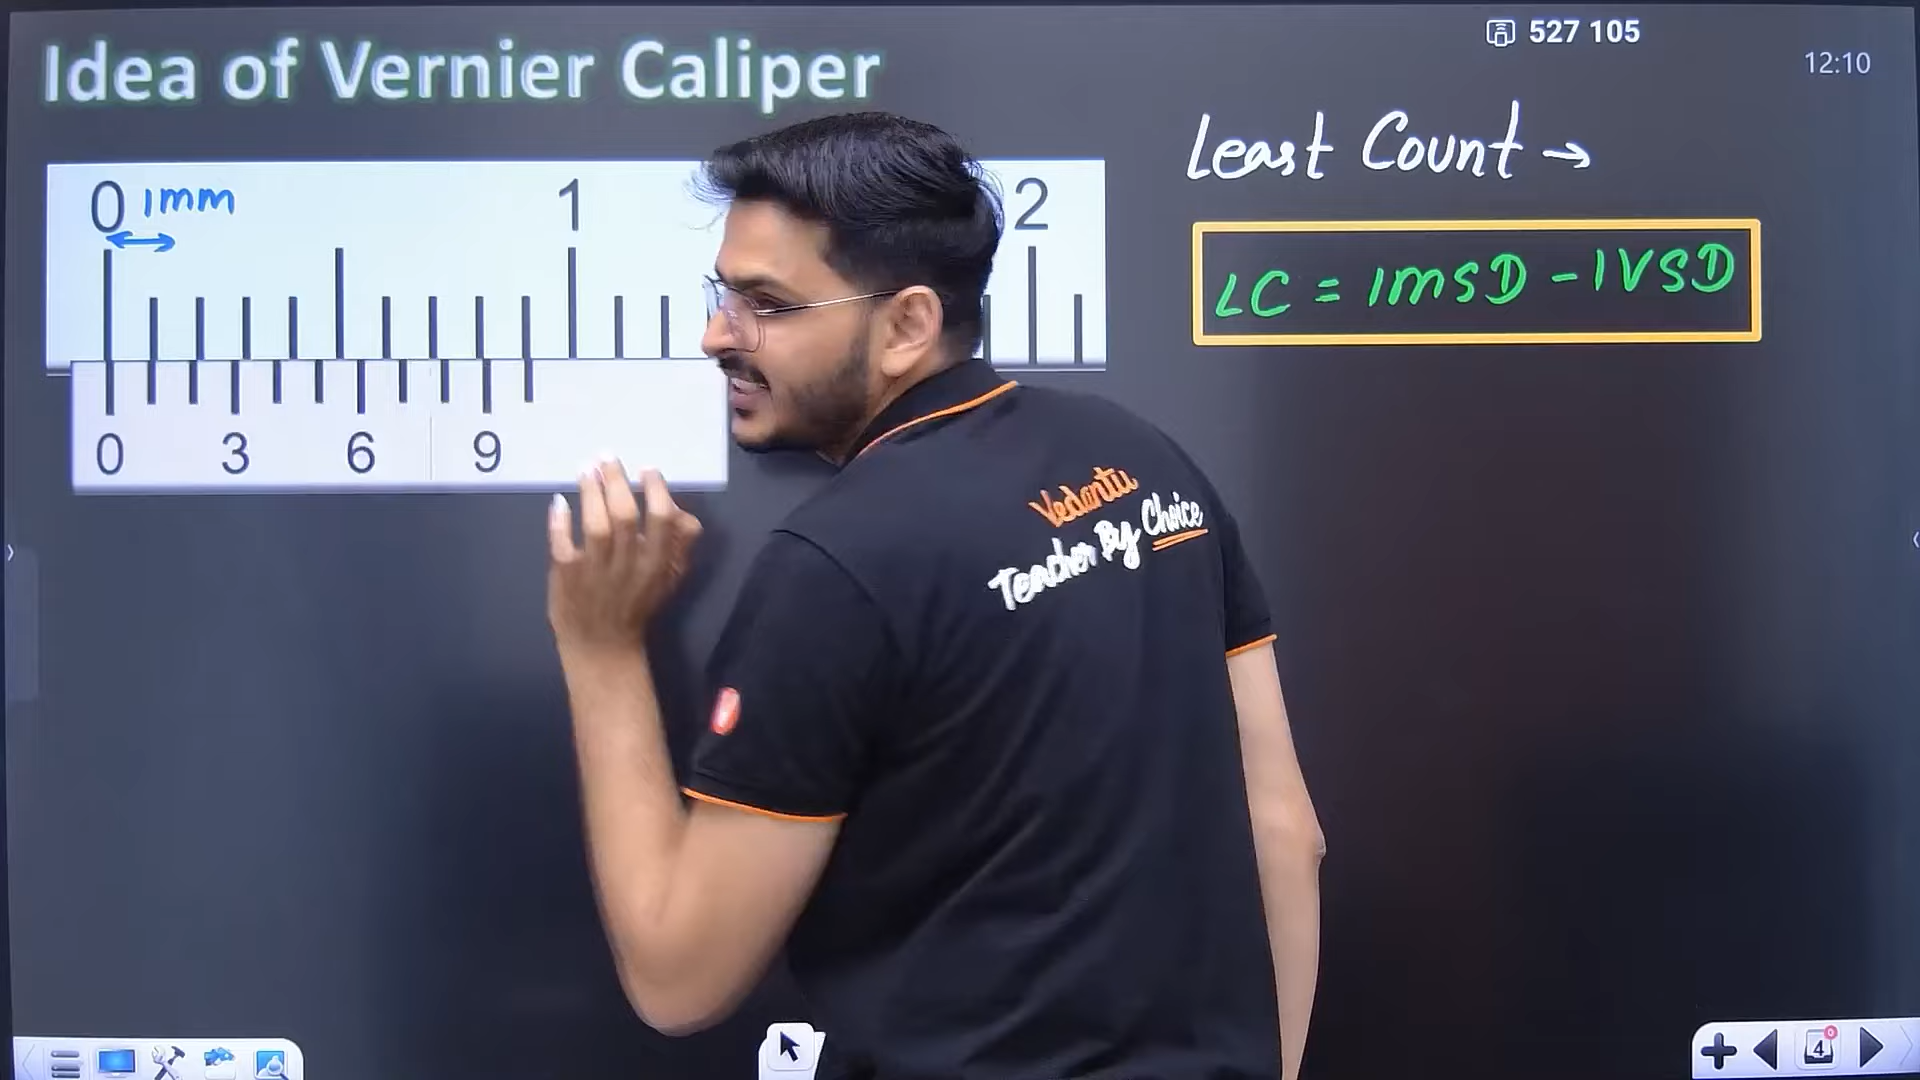 527 105
12:10
Idea of Vernier Caliper
Least Count →
0 1mm 1 2
LC = 1MSD - 1VSD
0 3 6 9
Vedantu
Teacher By Choice
4